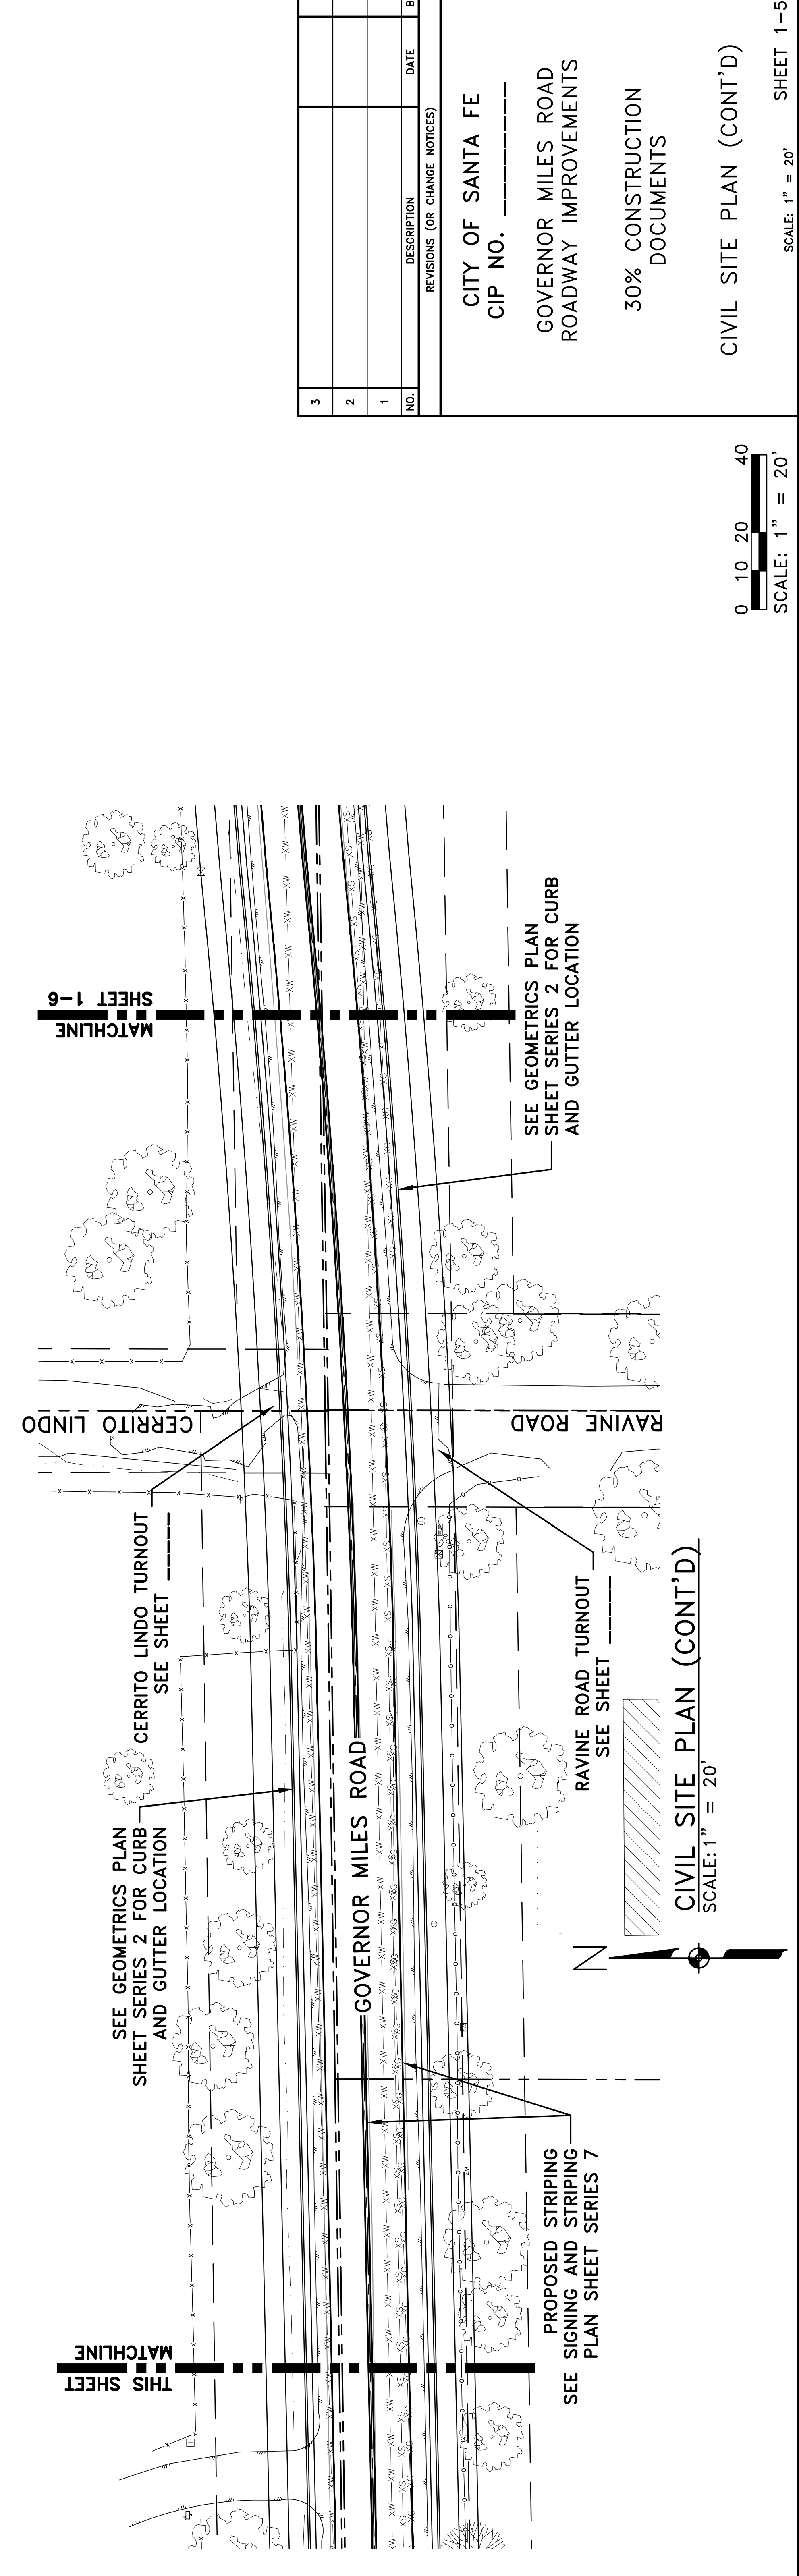 SHEET 1-6
MATCHLINE
CERRITO LINDO
RAVINE ROAD
SEE GEOMETRICS PLAN
SHEET SERIES 2 FOR CURB
AND GUTTER LOCATION
CERRITO LINDO TURNOUT
SEE SHEET ______
SEE GEOMETRICS PLAN
SHEET SERIES 2 FOR CURB
AND GUTTER LOCATION
GOVERNOR MILES ROAD
RAVINE ROAD TURNOUT
SEE SHEET ______
PROPOSED STRIPING
SEE SIGNING AND STRIPING
PLAN SHEET SERIES 7
MATCHLINE
THIS SHEET
N
CIVIL SITE PLAN (CONT'D)
SCALE: 1" = 20'
0 10 20 40
SCALE: 1" = 20'
3
2
1
NO. DESCRIPTION DATE B
REVISIONS (OR CHANGE NOTICES)
CITY OF SANTA FE
CIP NO. ________
GOVERNOR MILES ROAD
ROADWAY IMPROVEMENTS
30% CONSTRUCTION
DOCUMENTS
CIVIL SITE PLAN (CONT'D)
SCALE: 1" = 20' SHEET 1-5